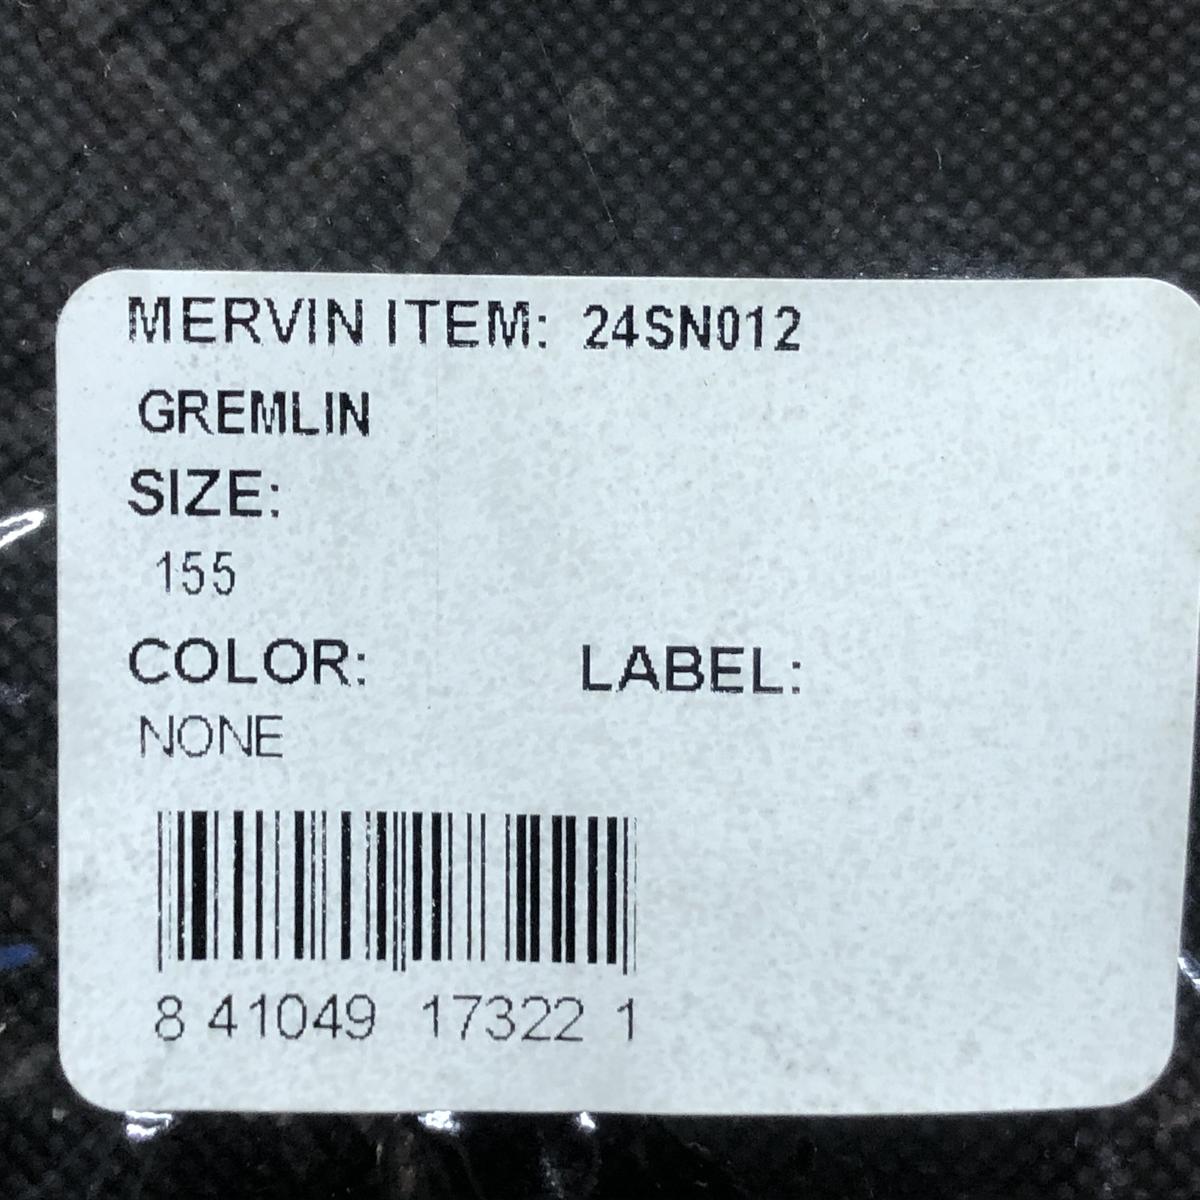 MERVIN ITEM: 24SN012
GREMLIN
SIZE:
155
COLOR: LABEL:
NONE
8 41049 17322 1